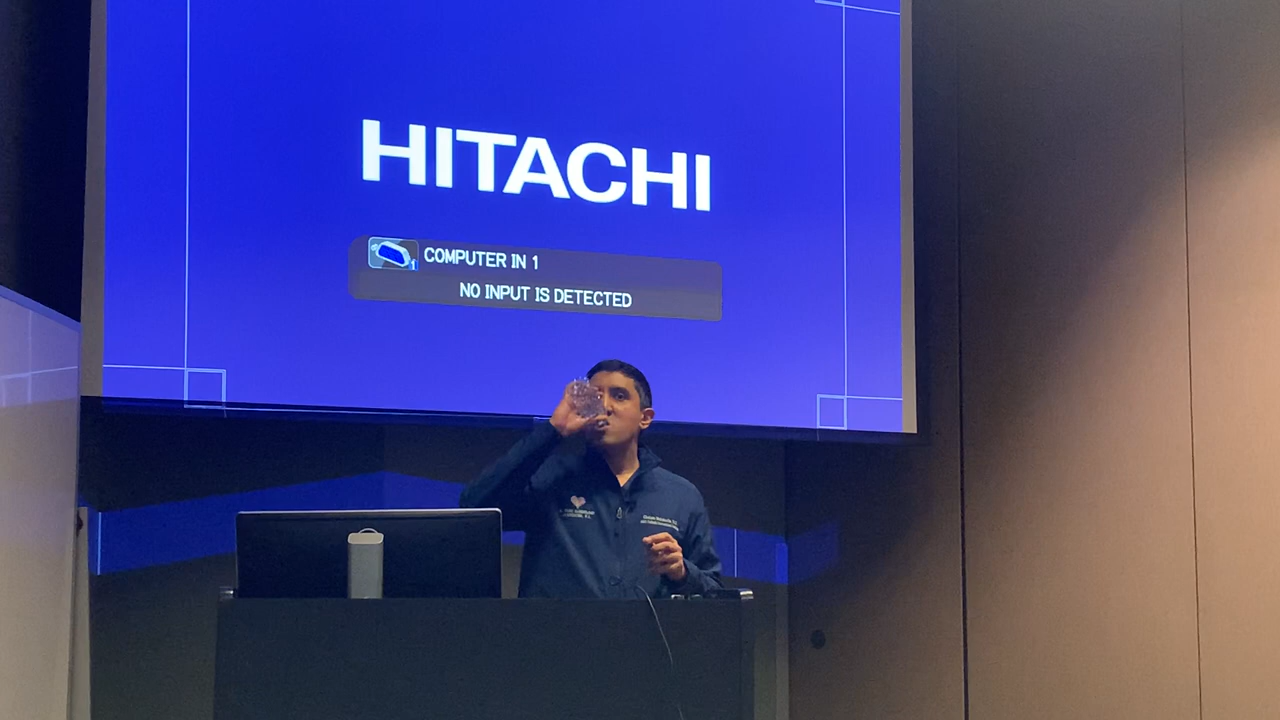 HITACHI
COMPUTER IN 1
NO INPUT IS DETECTED